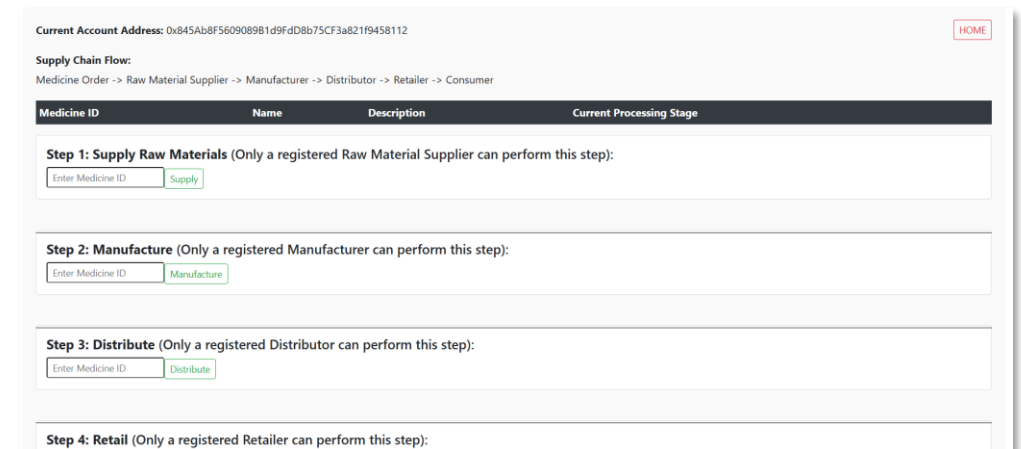 Current Account Address: 0x845Ab8F5609089B1d9FdD8b75CF3a821f9458112
HOME
Supply Chain Flow:
Medicine Order -> Raw Material Supplier -> Manufacturer -> Distributor -> Retailer -> Consumer
Medicine ID Name Description Current Processing Stage
Step 1: Supply Raw Materials (Only a registered Raw Material Supplier can perform this step):
Enter Medicine ID Supply
Step 2: Manufacture (Only a registered Manufacturer can perform this step):
Enter Medicine ID Manufacture
Step 3: Distribute (Only a registered Distributor can perform this step):
Enter Medicine ID Distribute
Step 4: Retail (Only a registered Retailer can perform this step):